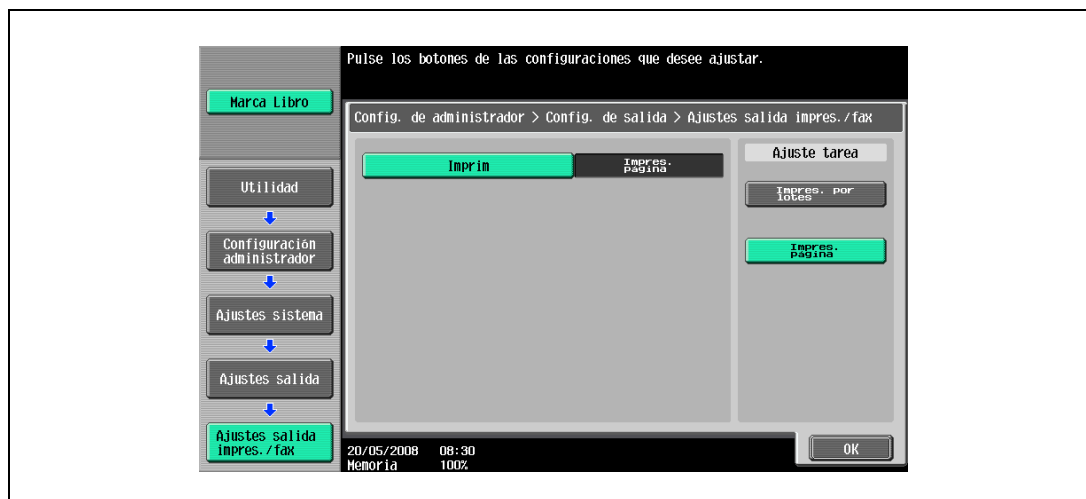 Pulse los botones de las configuraciones que desee ajustar.
Marca Libro
Config. de administrador > Config. de salida > Ajustes salida impres./fax
Imprim
Impres.
página
Ajuste tarea
Impres. por
lotes
Impres.
página
Utilidad
Configuración
administrador
Ajustes sistema
Ajustes salida
Ajustes salida
impres./fax
20/05/2008 08:30
Memoria 100%
OK